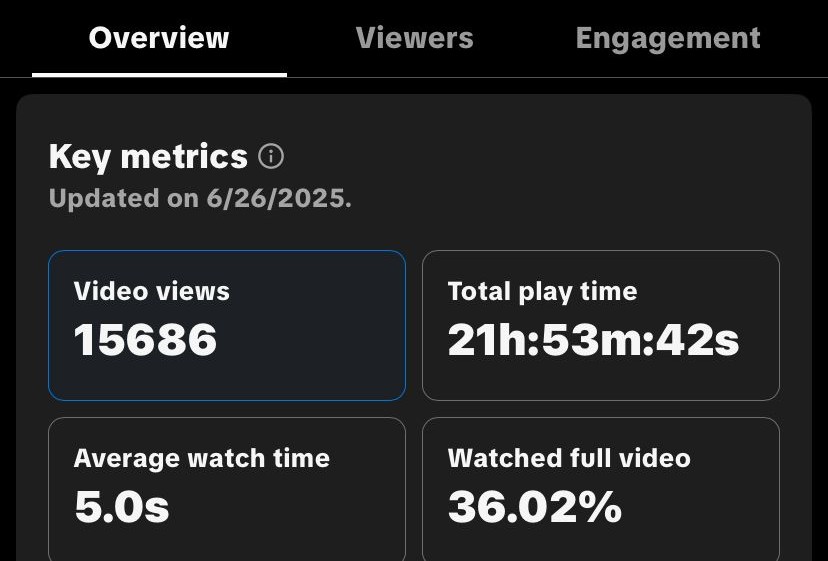 Overview Viewers Engagement
Key metrics
Updated on 6/26/2025.
Video views
15686
Total play time
21h:53m:42s
Average watch time
5.0s
Watched full video
36.02%